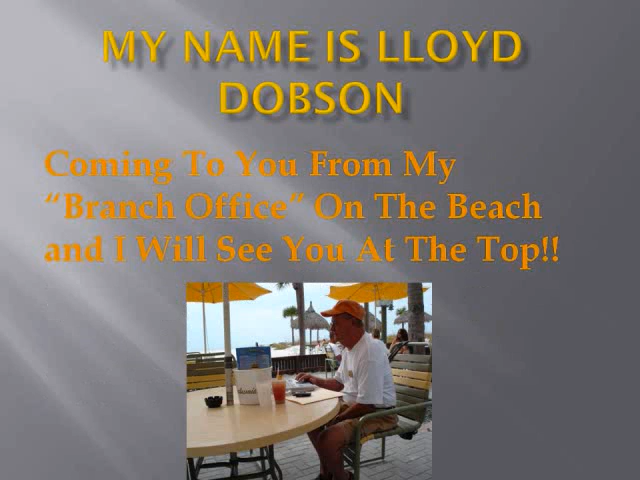 MY NAME IS LLOYD
DOBSON
Coming To You From My
“Branch Office” On The Beach
and I Will See You At The Top!!